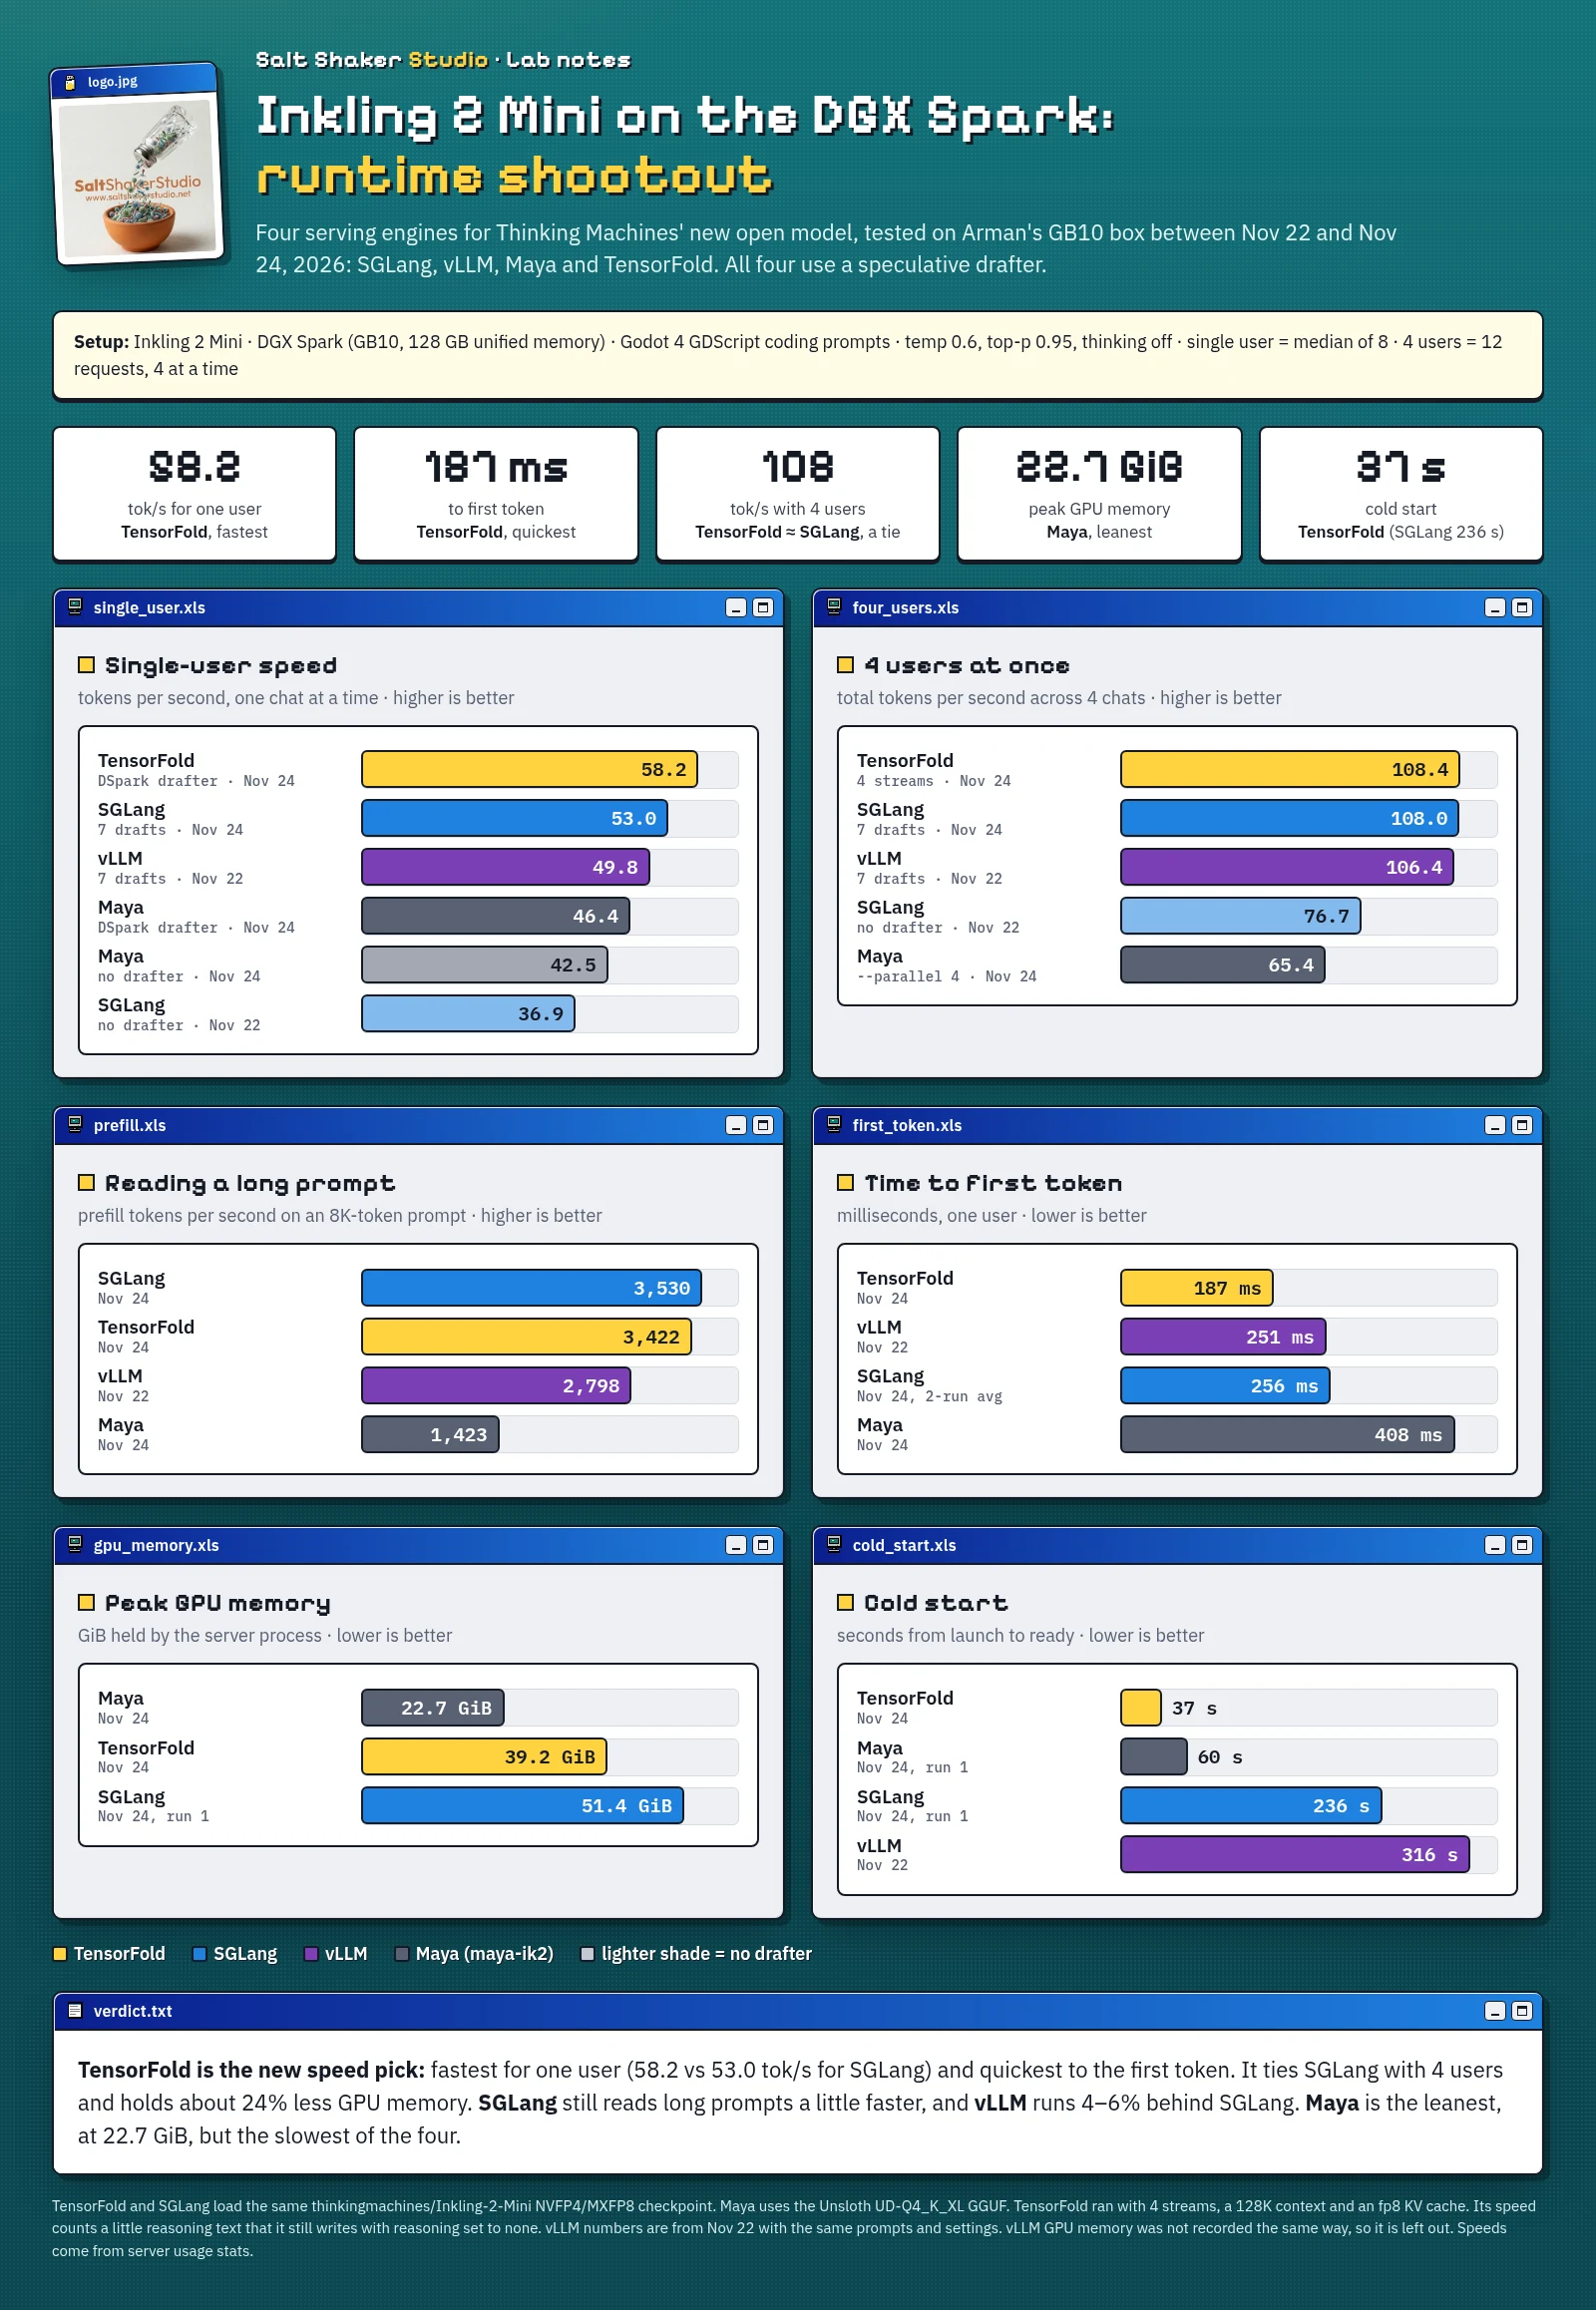 logo.jpg
SaltShakerStudio
www.saltshakerstudio.net
Salt Shaker Studio · Lab notes
Inkling 2 Mini on the DGX Spark:
runtime shootout
Four serving engines for Thinking Machines' new open model, tested on Arman's GB10 box between Nov 22 and Nov
24, 2026: SGLang, vLLM, Maya and TensorFold. All four use a speculative drafter.
Setup: Inkling 2 Mini · DGX Spark (GB10, 128 GB unified memory) · Godot 4 GDScript coding prompts · temp 0.6, top-p 0.95, thinking off · single user = median of 8 · 4 users = 12
requests, 4 at a time
58.2
tok/s for one user
TensorFold, fastest
187 ms
to first token
TensorFold, quickest
108
tok/s with 4 users
TensorFold ≈ SGLang, a tie
22.7 GiB
peak GPU memory
Maya, leanest
37 s
cold start
TensorFold (SGLang 236 s)
single_user.xls
Single-user speed
tokens per second, one chat at a time · higher is better
TensorFold
DSpark drafter · Nov 24
58.2
SGLang
7 drafts · Nov 24
53.0
vLLM
7 drafts · Nov 22
49.8
Maya
DSpark drafter · Nov 24
46.4
Maya
no drafter · Nov 24
42.5
SGLang
no drafter · Nov 22
36.9
four_users.xls
4 users at once
total tokens per second across 4 chats · higher is better
TensorFold
4 streams · Nov 24
108.4
SGLang
7 drafts · Nov 24
108.0
vLLM
7 drafts · Nov 22
106.4
SGLang
no drafter · Nov 22
76.7
Maya
--parallel 4 · Nov 24
65.4
prefill.xls
Reading a long prompt
prefill tokens per second on an 8K-token prompt · higher is better
SGLang
Nov 24
3,530
TensorFold
Nov 24
3,422
vLLM
Nov 22
2,798
Maya
Nov 24
1,423
first_token.xls
Time to first token
milliseconds, one user · lower is better
TensorFold
Nov 24
187 ms
vLLM
Nov 22
251 ms
SGLang
Nov 24, 2-run avg
256 ms
Maya
Nov 24
408 ms
gpu_memory.xls
Peak GPU memory
GiB held by the server process · lower is better
Maya
Nov 24
22.7 GiB
TensorFold
Nov 24
39.2 GiB
SGLang
Nov 24, run 1
51.4 GiB
cold_start.xls
Cold start
seconds from launch to ready · lower is better
TensorFold
Nov 24
37 s
Maya
Nov 24, run 1
60 s
SGLang
Nov 24, run 1
236 s
vLLM
Nov 22
316 s
TensorFold SGLang vLLM Maya (maya-ik2) lighter shade = no drafter
verdict.txt
TensorFold is the new speed pick: fastest for one user (58.2 vs 53.0 tok/s for SGLang) and quickest to the first token. It ties SGLang with 4 users
and holds about 24% less GPU memory. SGLang still reads long prompts a little faster, and vLLM runs 4–6% behind SGLang. Maya is the leanest,
at 22.7 GiB, but the slowest of the four.
TensorFold and SGLang load the same thinkingmachines/Inkling-2-Mini NVFP4/MXFP8 checkpoint. Maya uses the Unsloth UD-Q4_K_XL GGUF. TensorFold ran with 4 streams, a 128K context and an fp8 KV cache. Its speed
counts a little reasoning text that it still writes with reasoning set to none. vLLM numbers are from Nov 22 with the same prompts and settings. vLLM GPU memory was not recorded the same way, so it is left out. Speeds
come from server usage stats.